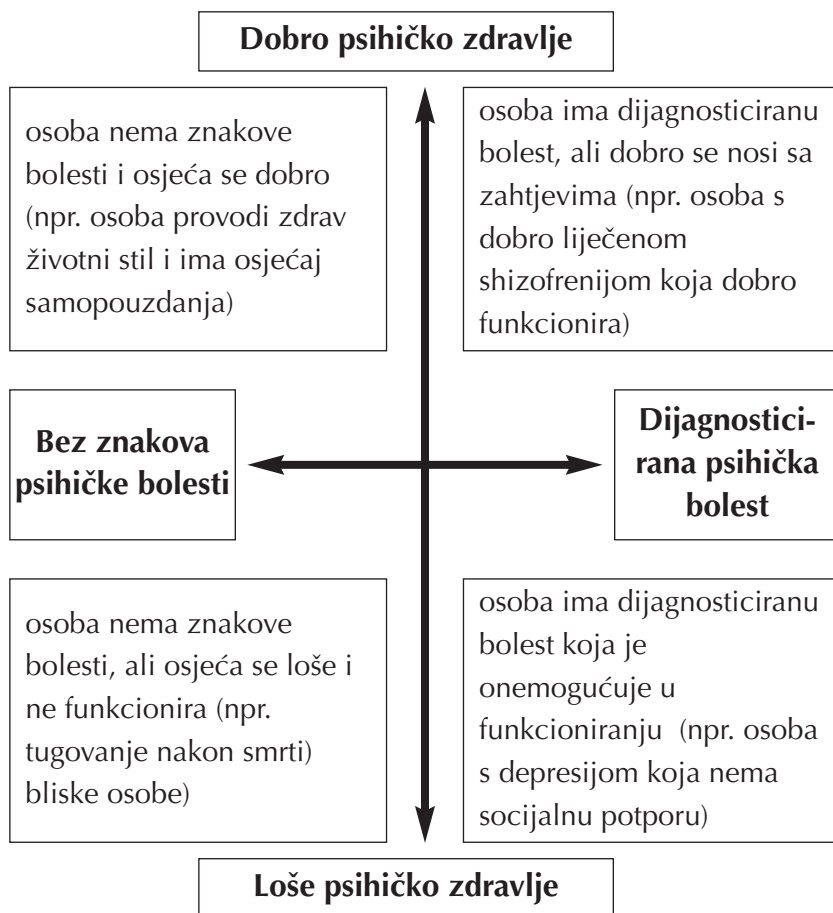 Dobro psihičko zdravlje
osoba nema znakove
bolesti i osjeća se dobro
(npr. osoba provodi zdrav
životni stil i ima osjećaj
samopouzdanja)
osoba ima dijagnosticiranu
bolest, ali dobro se nosi sa
zahtjevima (npr. osoba s
dobro liječenom
shizofrenijom koja dobro
funkcionira)
Bez znakova
psihičke bolesti
Dijagnostici-
rana psihička
bolest
osoba nema znakove
bolesti, ali osjeća se loše i
ne funkcionira (npr.
tugovanje nakon smrti)
bliske osobe)
osoba ima dijagnosticiranu
bolest koja je
onemogućuje u
funkcioniranju (npr. osoba
s depresijom koja nema
socijalnu potporu)
Loše psihičko zdravlje